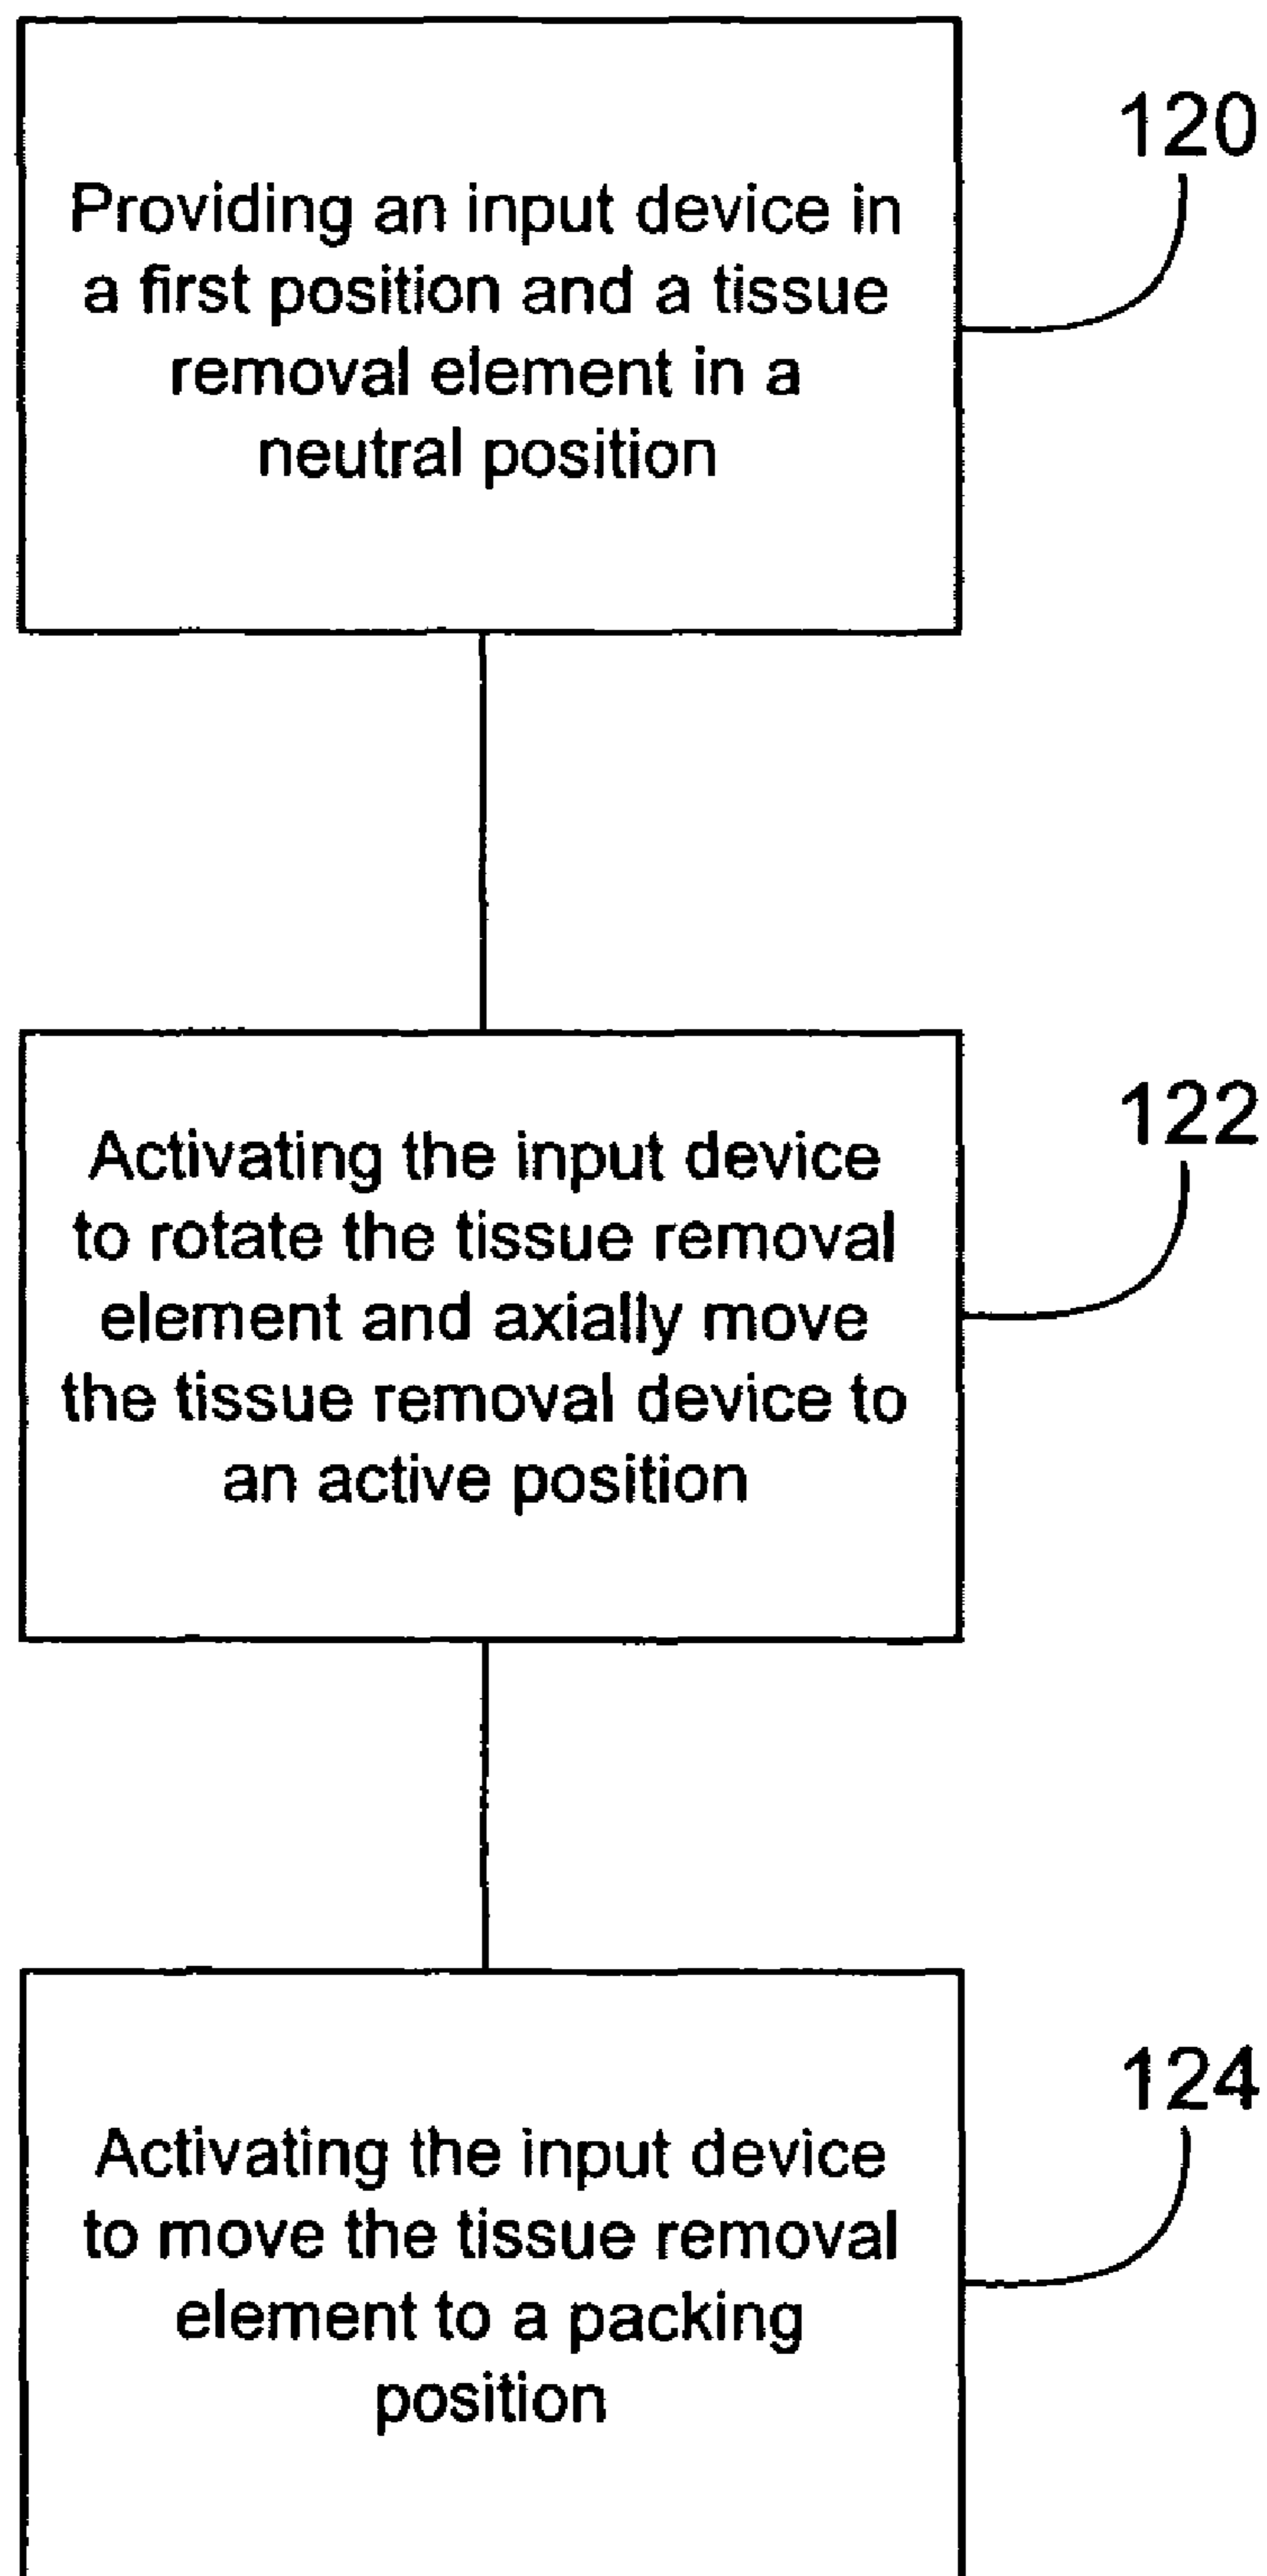 120
Providing an input device in
a first position and a tissue
removal element in a
neutral position
122
Activating the input device
to rotate the tissue removal
element and axially move
the tissue removal device to
an active position
124
Activating the input device
to move the tissue removal
element to a packing
position